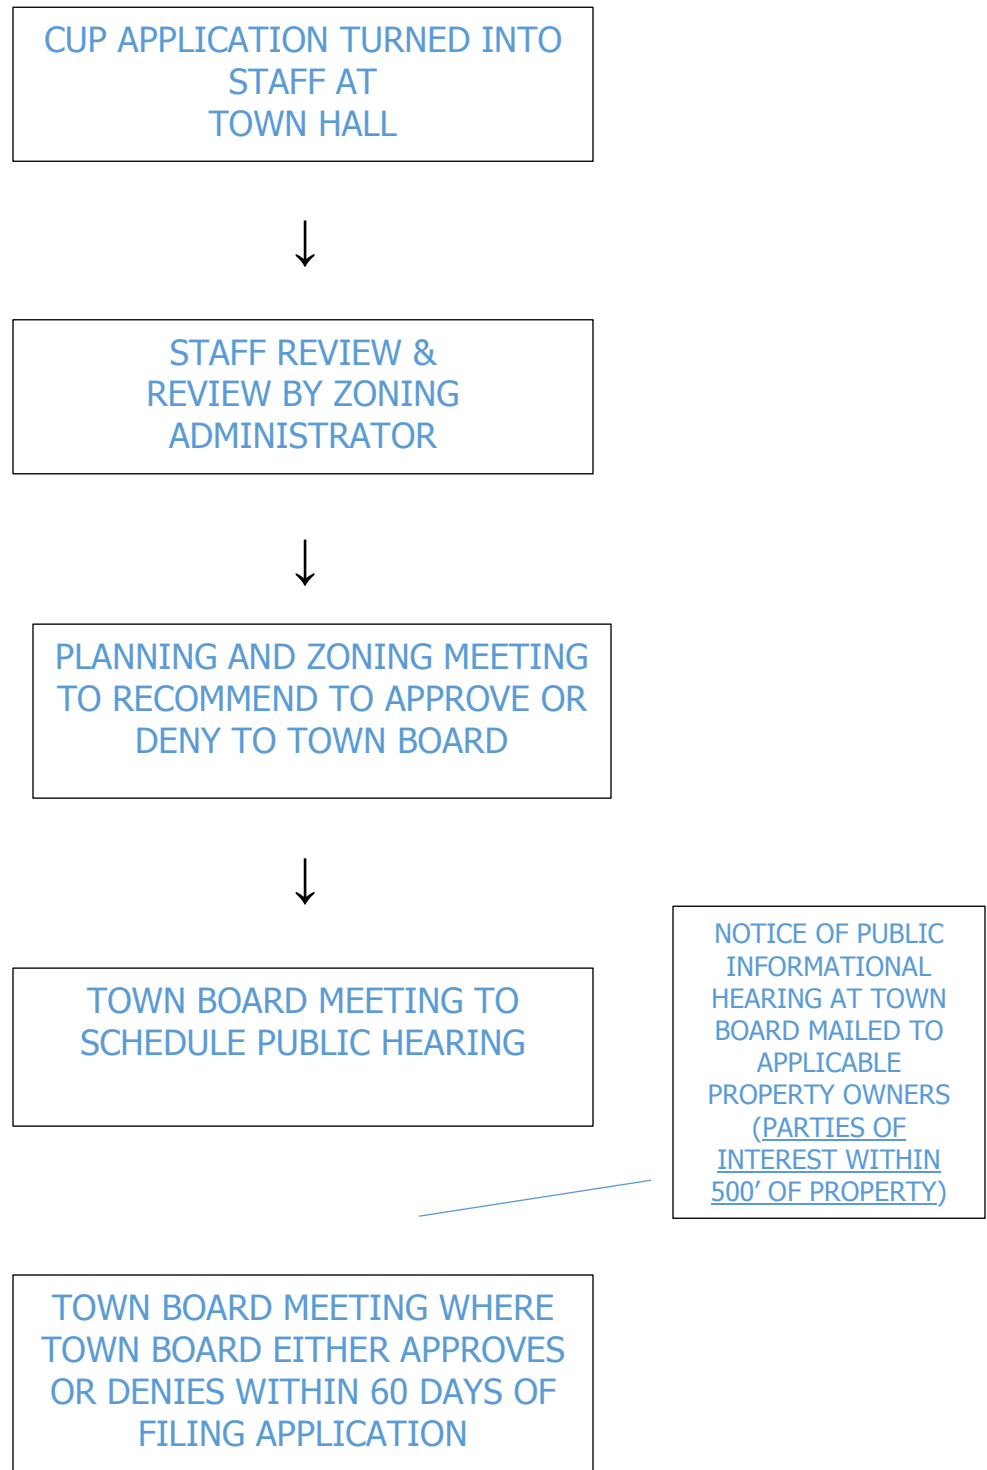 CUP APPLICATION TURNED INTO
STAFF AT
TOWN HALL
↓
STAFF REVIEW &
REVIEW BY ZONING
ADMINISTRATOR
↓
PLANNING AND ZONING MEETING
TO RECOMMEND TO APPROVE OR
DENY TO TOWN BOARD
↓
TOWN BOARD MEETING TO
SCHEDULE PUBLIC HEARING
NOTICE OF PUBLIC
INFORMATIONAL
HEARING AT TOWN
BOARD MAILED TO
APPLICABLE
PROPERTY OWNERS
(PARTIES OF
INTEREST WITHIN
500’ OF PROPERTY)
TOWN BOARD MEETING WHERE
TOWN BOARD EITHER APPROVES
OR DENIES WITHIN 60 DAYS OF
FILING APPLICATION